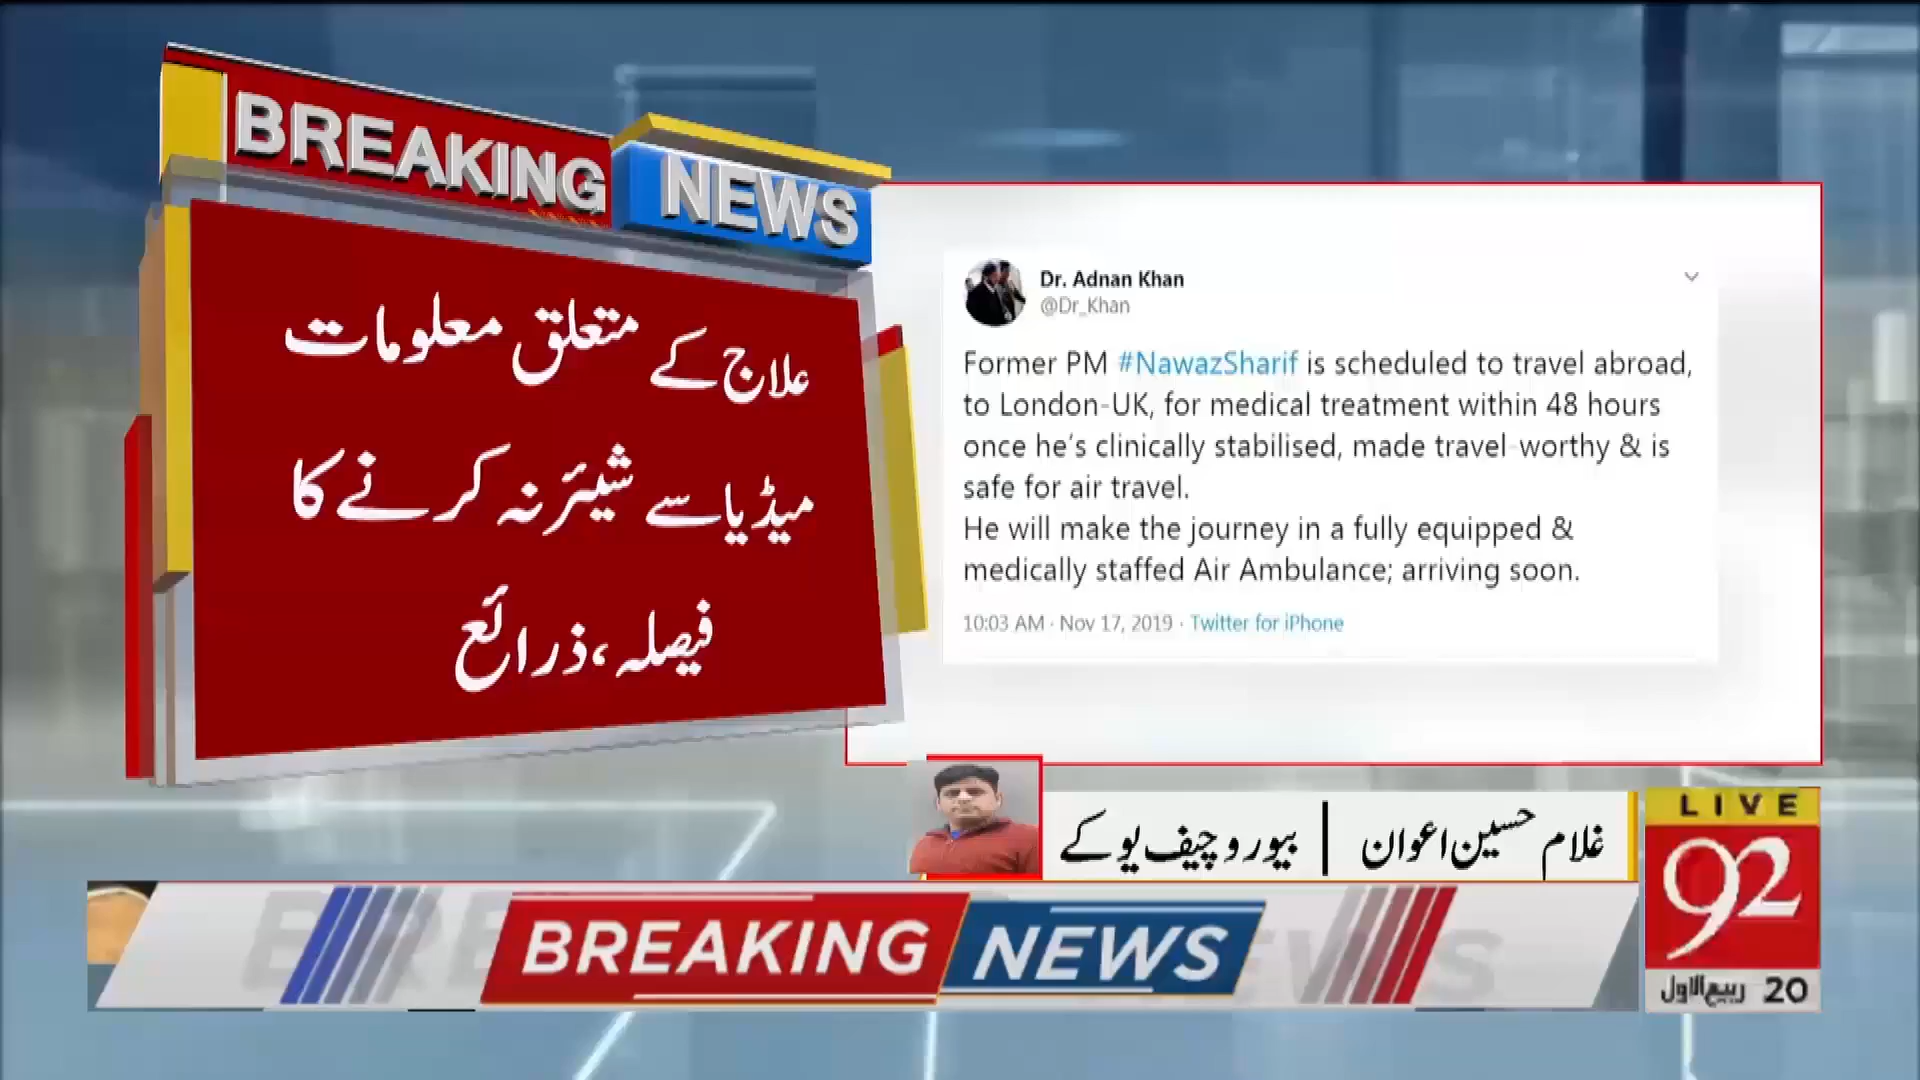 BREAKING NEWS
علاج کے متعلق معلومات
میڈیا سے شیئر نہ کرنے کا
فیصلہ، ذرائع
Dr. Adnan Khan
@Dr_Khan
Former PM #NawazSharif is scheduled to travel abroad,
to London-UK, for medical treatment within 48 hours
once he's clinically stabilised, made travel-worthy & is
safe for air travel.
He will make the journey in a fully equipped &
medically staffed Air Ambulance; arriving soon.
10:03 AM · Nov 17, 2019 · Twitter for iPhone
غلام حسین اعوان | بیورو چیف یو کے
BREAKING NEWS
LIVE
92
20 ربیع الاول